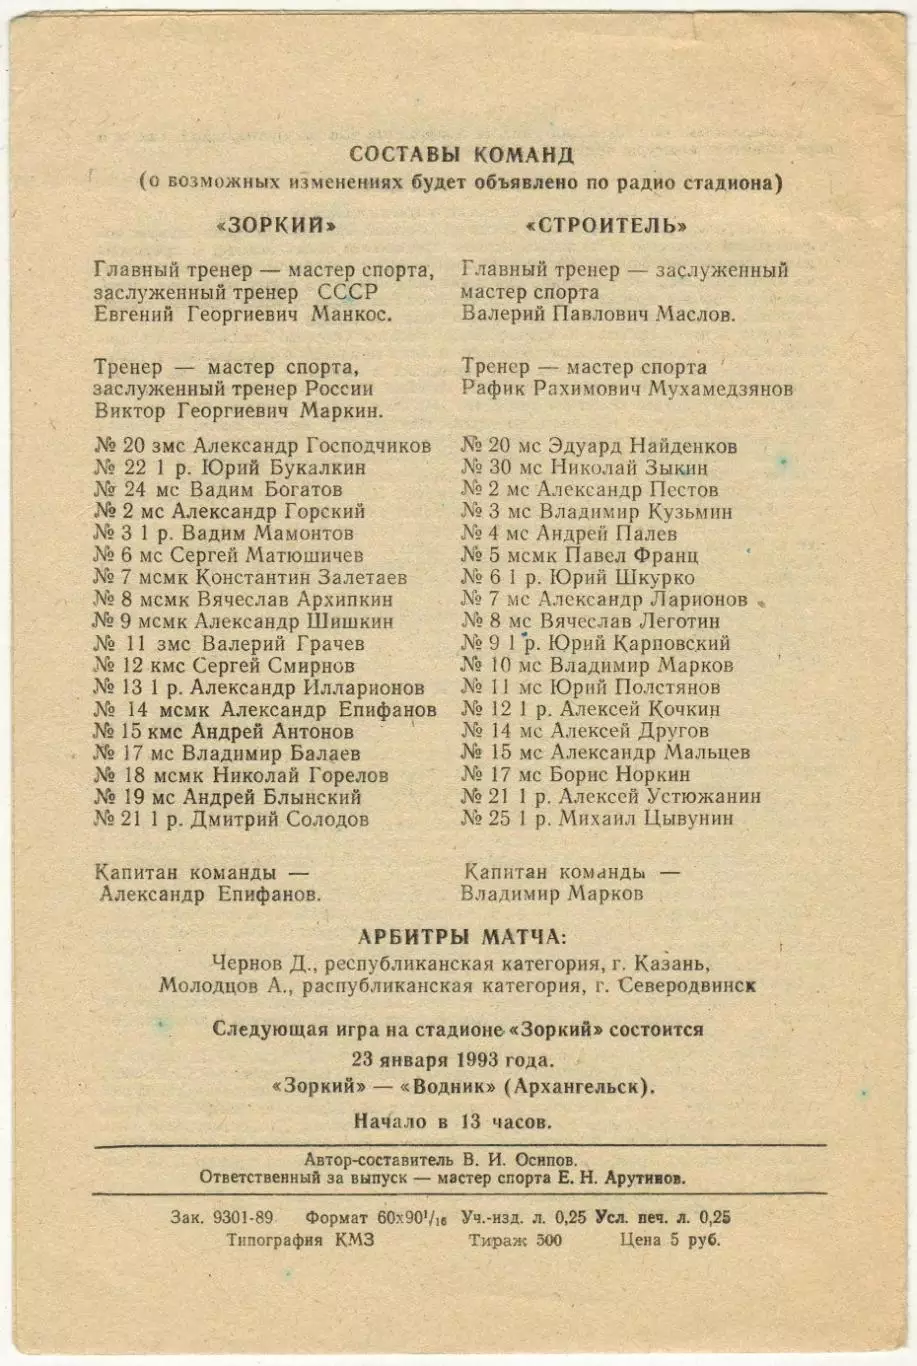 СОСТАВЫ КОМАНД
(о возможных изменениях будет объявлено по радио стадиона)
«ЗОРКИЙ»
Главный тренер — мастер спорта,
заслуженный тренер СССР
Евгений Георгиевич Манкос.
Тренер — мастер спорта,
заслуженный тренер России
Виктор Георгиевич Маркин.
№ 20 змс Александр Господчиков
№ 22 1 р. Юрий Букалкин
№ 24 мс Вадим Богатов
№ 2 мс Александр Горский
№ 3 1 р. Вадим Мамонтов
№ 6 мс Сергей Матюшичев
№ 7 мсмк Константин Залетаев
№ 8 мсмк Вячеслав Архипкин
№ 9 мсмк Александр Шишкин
№ 11 змс Валерий Грачев
№ 12 кмс Сергей Смирнов
№ 13 1 р. Александр Илларионов
№ 14 мсмк Александр Епифанов
№ 15 кмс Андрей Антонов
№ 17 мс Владимир Балаев
№ 18 мсмк Николай Горелов
№ 19 мс Андрей Блынский
№ 21 1 р. Дмитрий Солодов
Капитан команды —
Александр Епифанов.
«СТРОИТЕЛЬ»
Главный тренер — заслуженный
мастер спорта
Валерий Павлович Маслов.
Тренер — мастер спорта
Рафик Рахимович Мухамедзянов
№ 20 мс Эдуард Найденков
№ 30 мс Николай Зыкин
№ 2 мс Александр Пестов
№ 3 мс Владимир Кузьмин
№ 4 мс Андрей Палев
№ 5 мсмк Павел Франц
№ 6 1 р. Юрий Шкурко
№ 7 мс Александр Ларионов
№ 8 мс Вячеслав Леготин
№ 9 1 р. Юрий Карповский
№ 10 мс Владимир Марков
№ 11 мс Юрий Полстянов
№ 12 1 р. Алексей Кочкин
№ 14 мс Алексей Другов
№ 15 мс Александр Мальцев
№ 17 мс Борис Норкин
№ 21 1 р. Алексей Устюжанин
№ 25 1 р. Михаил Цывунин
Капитан команды —
Владимир Марков
АРБИТРЫ МАТЧА:
Чернов Д., республиканская категория, г. Казань,
Молодцов А., распубликанская категория, г. Северодвинск
Следующая игра на стадионе «Зоркий» состоится
23 января 1993 года.
«Зоркий» — «Водник» (Архангельск).
Начало в 13 часов.
Автор-составитель В. И. Осипов.
Ответственный за выпуск — мастер спорта Е. Н. Арутинов.
Зак. 9301-89 Формат 60х90¹/₁₆ Уч.-изд. л. 0,25 Усл. печ. л. 0,25
Типография КМЗ Тираж 500 Цена 5 руб.